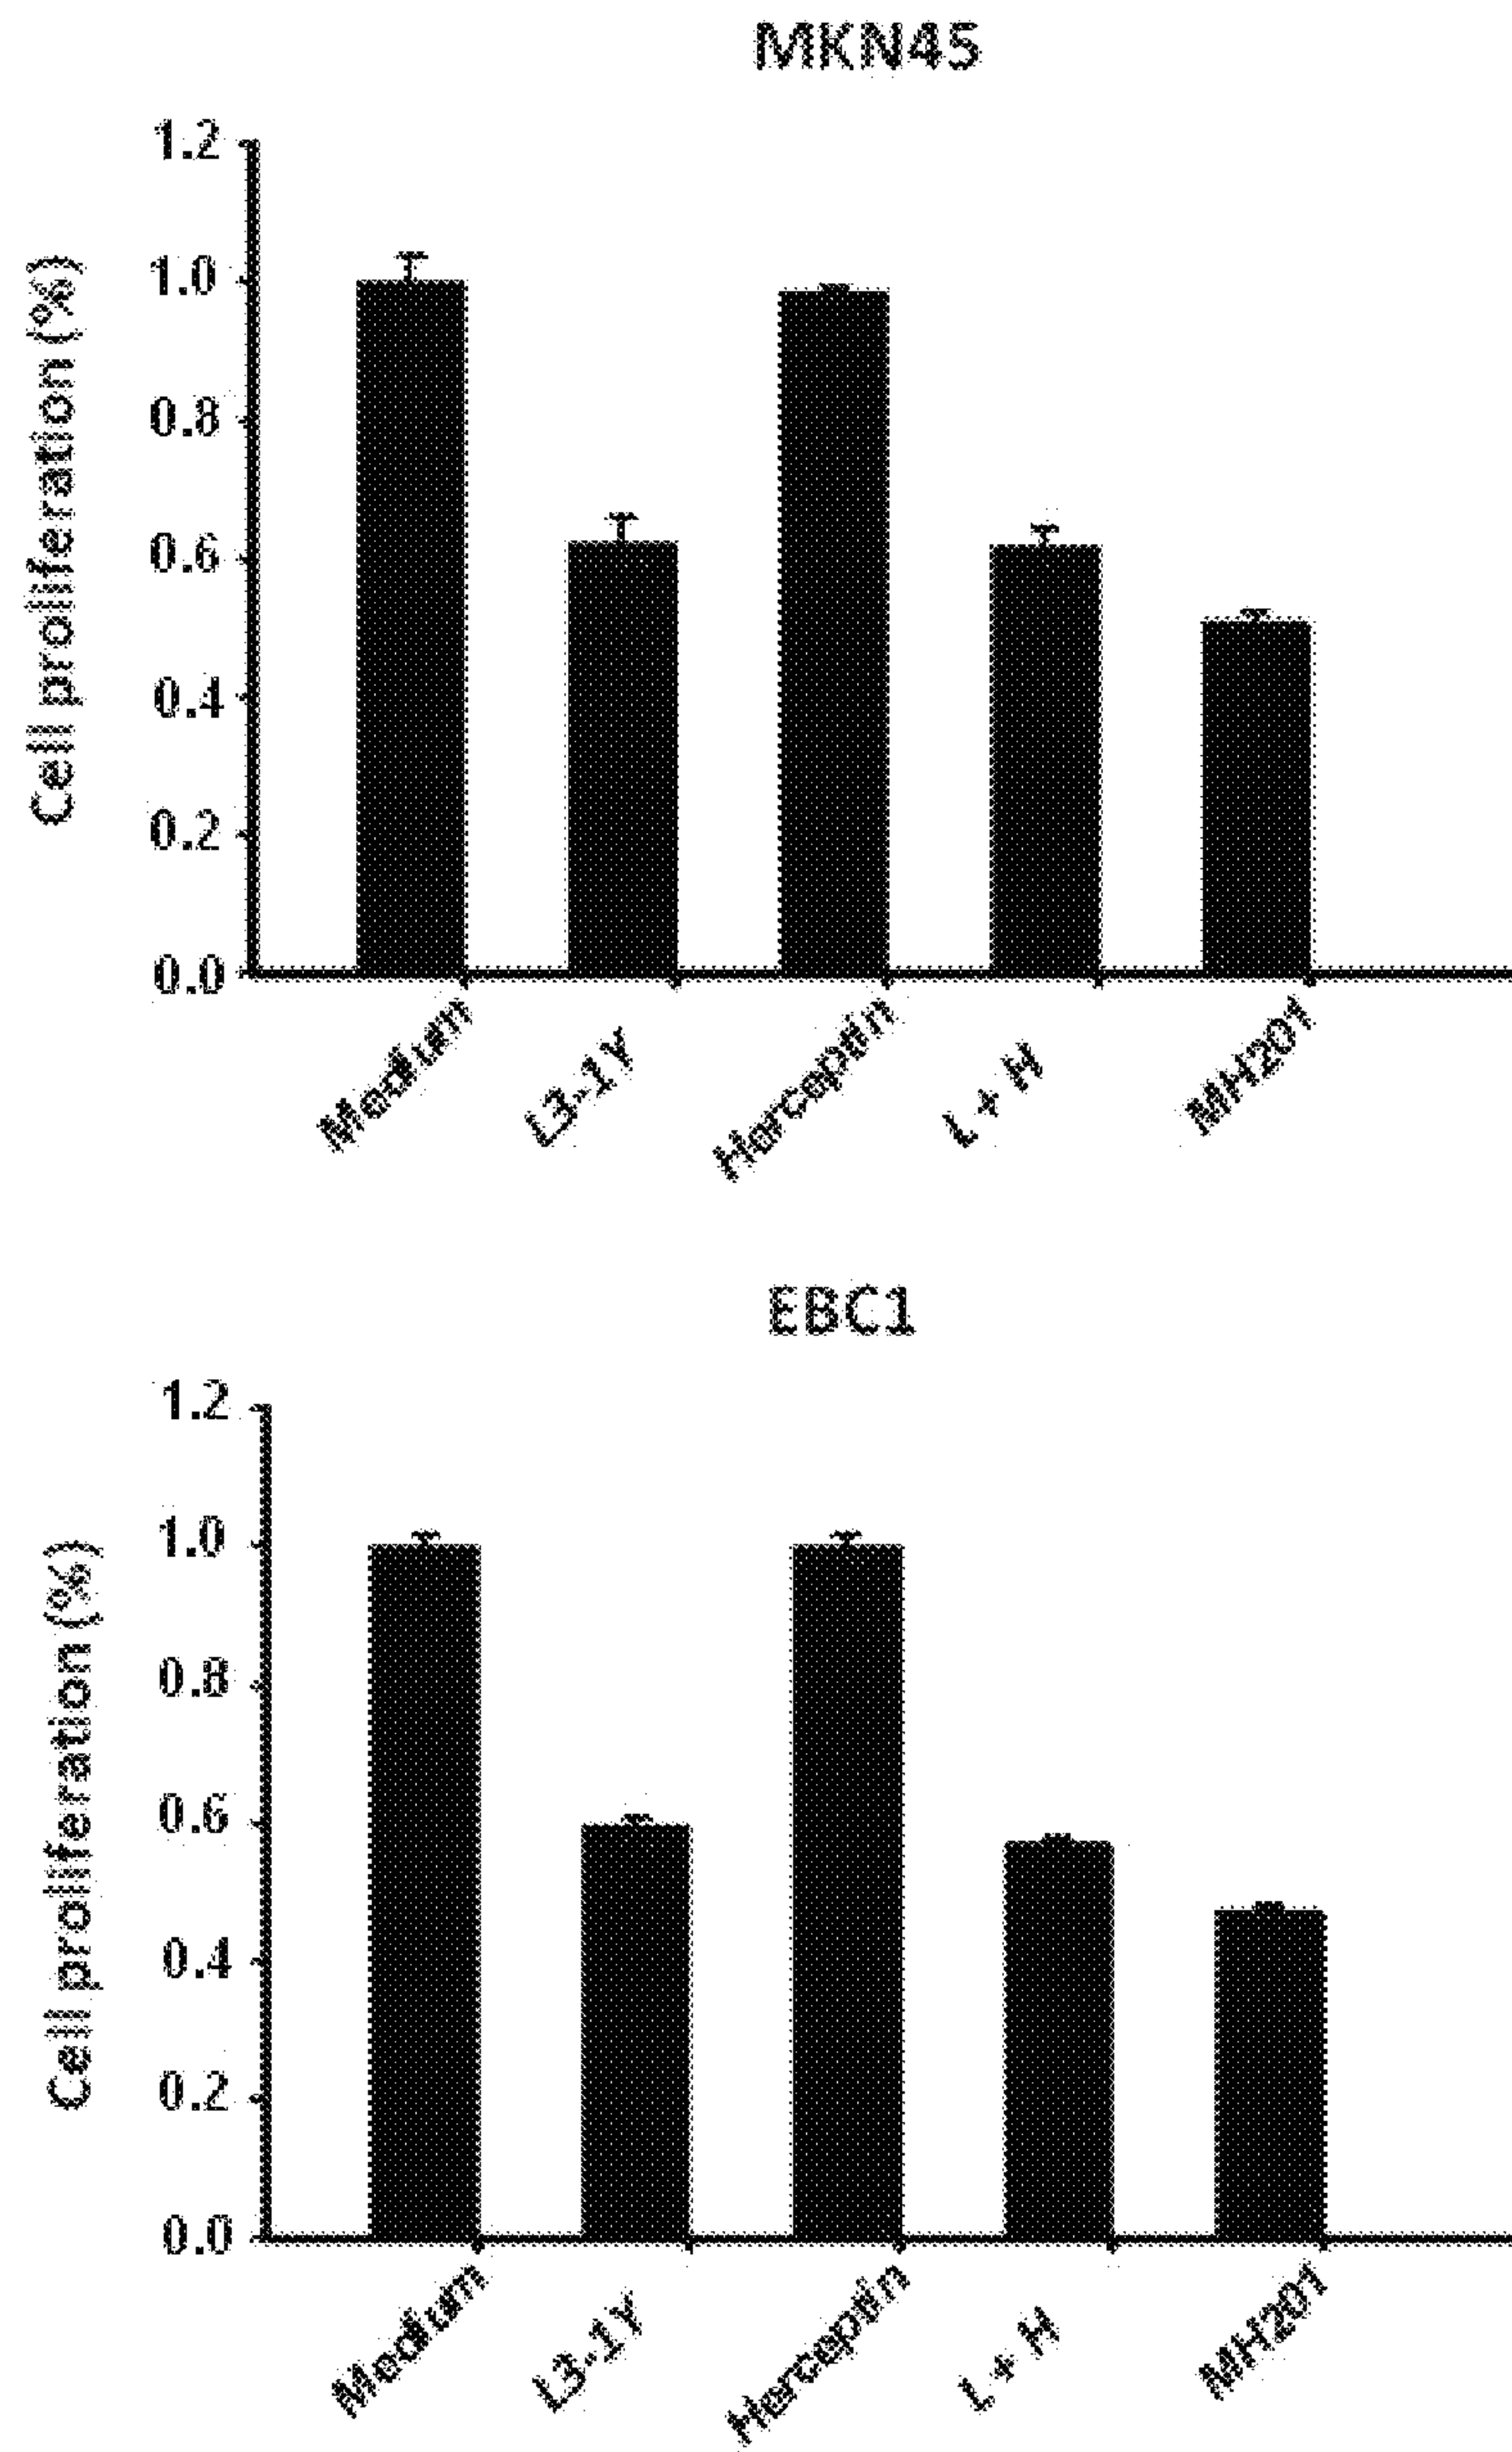 MKN45
Cell proliferation (%)
1.2
1.0
0.8
0.6
0.4
0.2
0.0
Medium
L3-1Y
Herceptin
L + H
MH201
EBC1
Cell proliferation (%)
1.2
1.0
0.8
0.6
0.4
0.2
0.0
Medium
L3-1Y
Herceptin
L + H
MH201